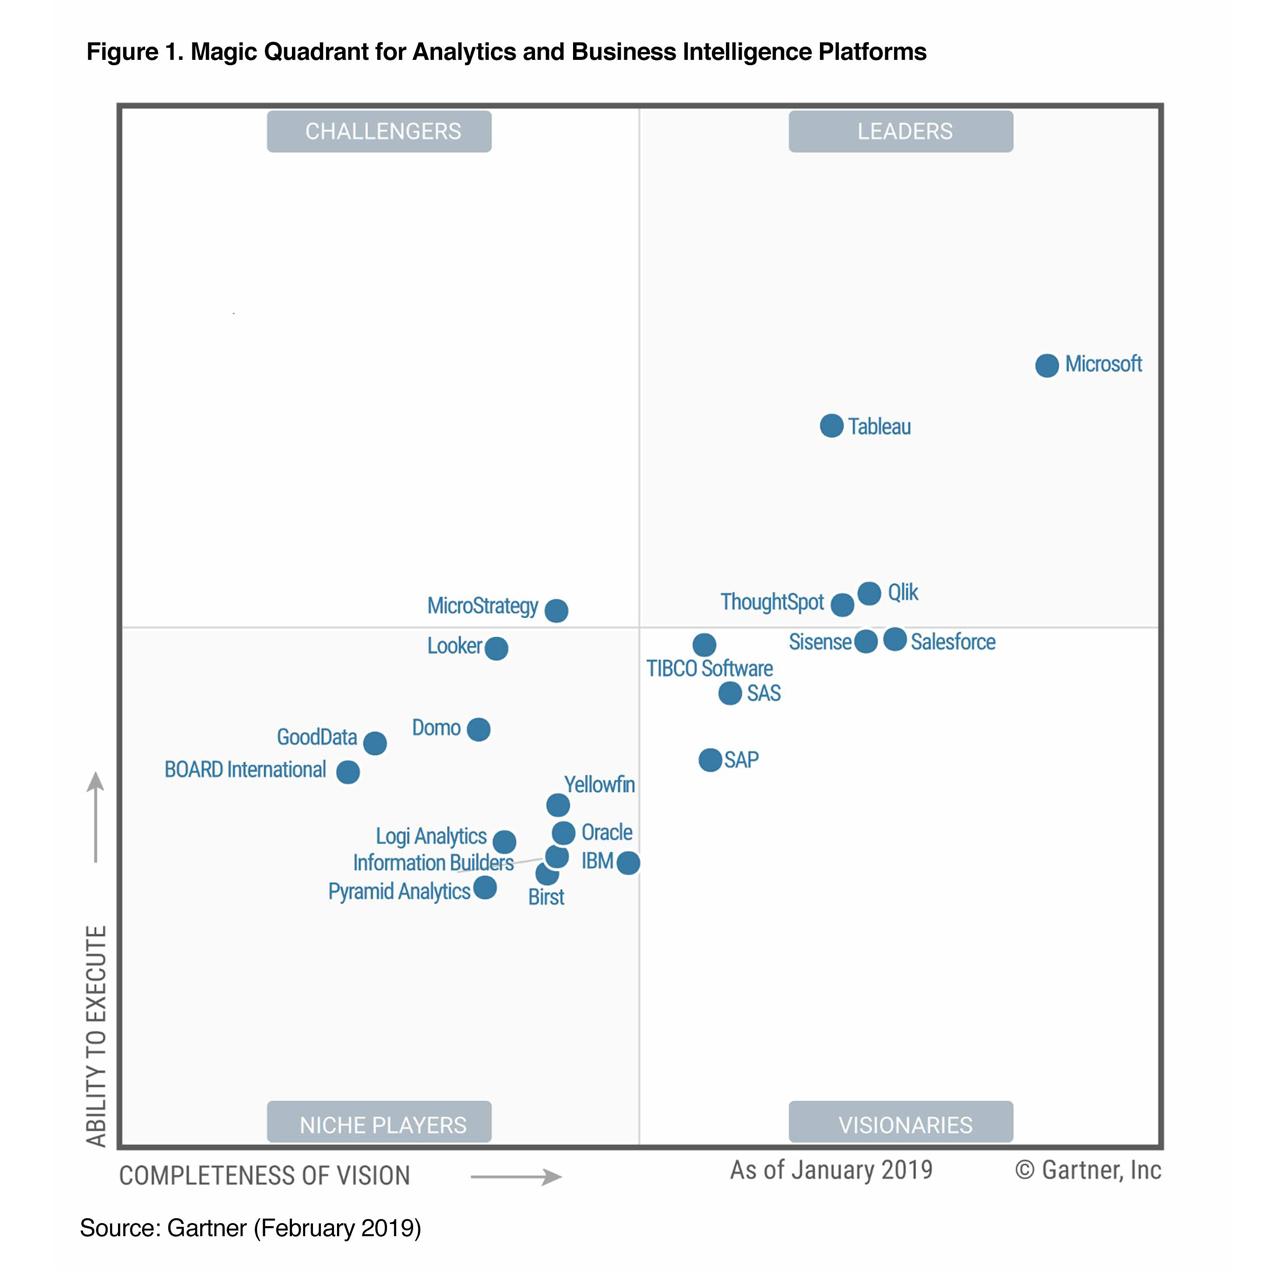 Figure 1. Magic Quadrant for Analytics and Business Intelligence Platforms
CHALLENGERS
LEADERS
Microsoft
Tableau
Qlik
ThoughtSpot
MicroStrategy
Looker
Sisense
Salesforce
TIBCO Software
SAS
Domo
GoodData
SAP
BOARD International
Yellowfin
Oracle
Logi Analytics
Information Builders
IBM
Pyramid Analytics
Birst
NICHE PLAYERS
VISIONARIES
ABILITY TO EXECUTE
COMPLETENESS OF VISION
As of January 2019
© Gartner, Inc
Source: Gartner (February 2019)